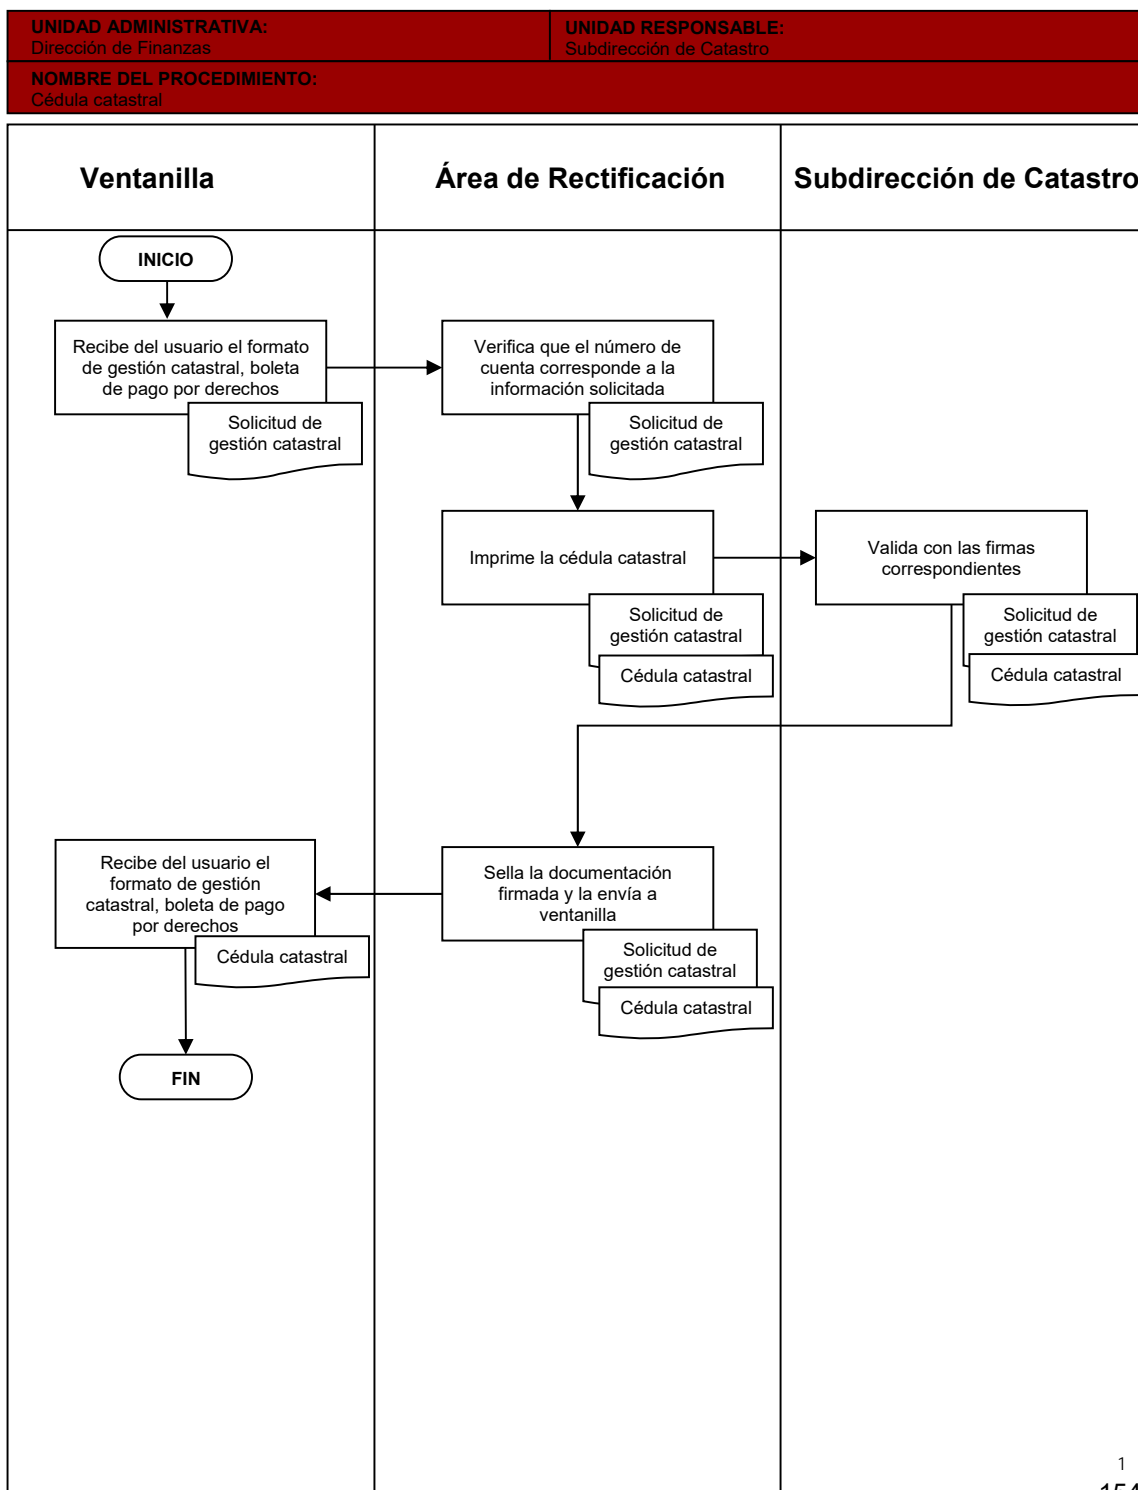 UNIDAD ADMINISTRATIVA:
Dirección de Finanzas
UNIDAD RESPONSABLE:
Subdirección de Catastro
NOMBRE DEL PROCEDIMIENTO:
Cédula catastral
Ventanilla
Área de Rectificación
Subdirección de Catastro
INICIO
Recibe del usuario el formato
de gestión catastral, boleta
de pago por derechos
Solicitud de
gestión catastral
Verifica que el número de
cuenta corresponde a la
información solicitada
Solicitud de
gestión catastral
Imprime la cédula catastral
Solicitud de
gestión catastral
Cédula catastral
Valida con las firmas
correspondientes
Solicitud de
gestión catastral
Cédula catastral
Recibe del usuario el
formato de gestión
catastral, boleta de pago
por derechos
Cédula catastral
Sella la documentación
firmada y la envía a
ventanilla
Solicitud de
gestión catastral
Cédula catastral
FIN
1